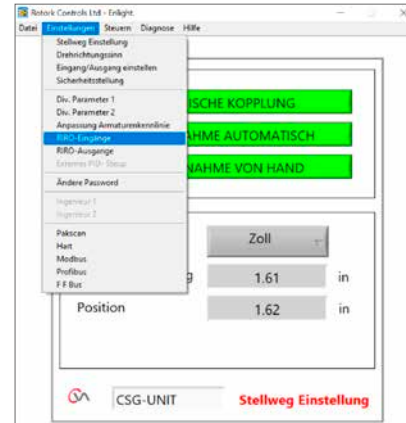 Rotork Controls Ltd - Enlight.
Datei Einstellungen Steuern Diagnose Hilfe
Stellweg Einstellung
Drehrichtungssinn
Eingang/Ausgang einstellen
Sicherheitsstellung
Div. Parameter 1
Div. Parameter 2
Anpassung Armaturenkennlinie
RIRO-Eingänge
RIRO-Ausgange
Externes PID- Setup
Ändere Password
Ingenieur 1
Ingenieur 2
Pakscan
Hart
Modbus
Profibus
F F Bus
ISCHE KOPPLUNG
AHME AUTOMATISCH
NAHME VON HAND
Zoll
g 1.61 in
Position 1.62 in
CSG-UNIT Stellweg Einstellung